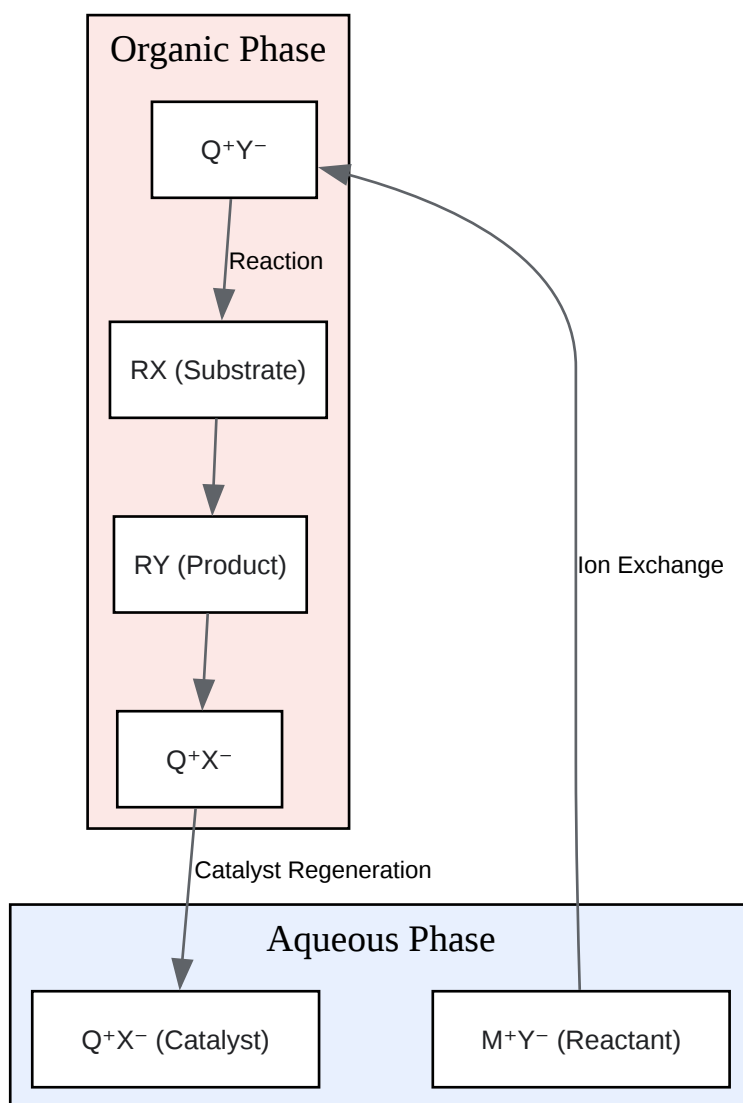 Organic Phase
Q⁺Y⁻
Reaction
RX (Substrate)
RY (Product)
Ion Exchange
Q⁺X⁻
Catalyst Regeneration
Aqueous Phase
Q⁺X⁻ (Catalyst)
M⁺Y⁻ (Reactant)